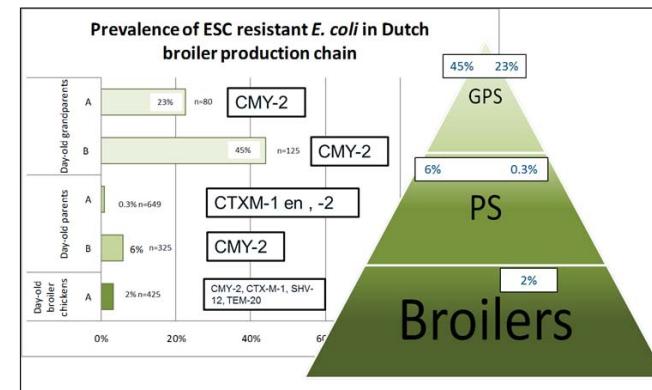 Prevalence of ESC resistant E. coli in Dutch
broiler production chain
Day-old grandparents
A
23%
n=80
CMY-2
B
45%
n=125
CMY-2
Day-old parents
A
0.3% n=649
CTXM-1 en , -2
B
6%
n=325
CMY-2
Day-old
broiler
chickens
A
2% n=425
CMY-2, CTX-M-1, SHV-
12, TEM-20
0%
20%
40%
60%
45% 23%
GPS
6% 0.3%
PS
2%
Broilers